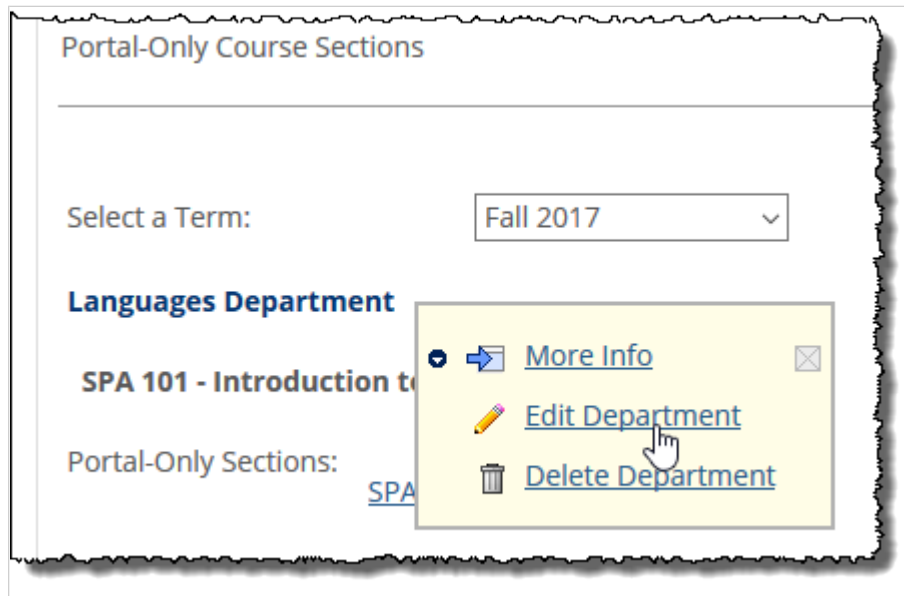 Portal-Only Course Sections
Select a Term:
Fall 2017
Languages Department
More Info
SPA 101 - Introduction
Edit Department
Portal-Only Sections:
Delete Department
SPA